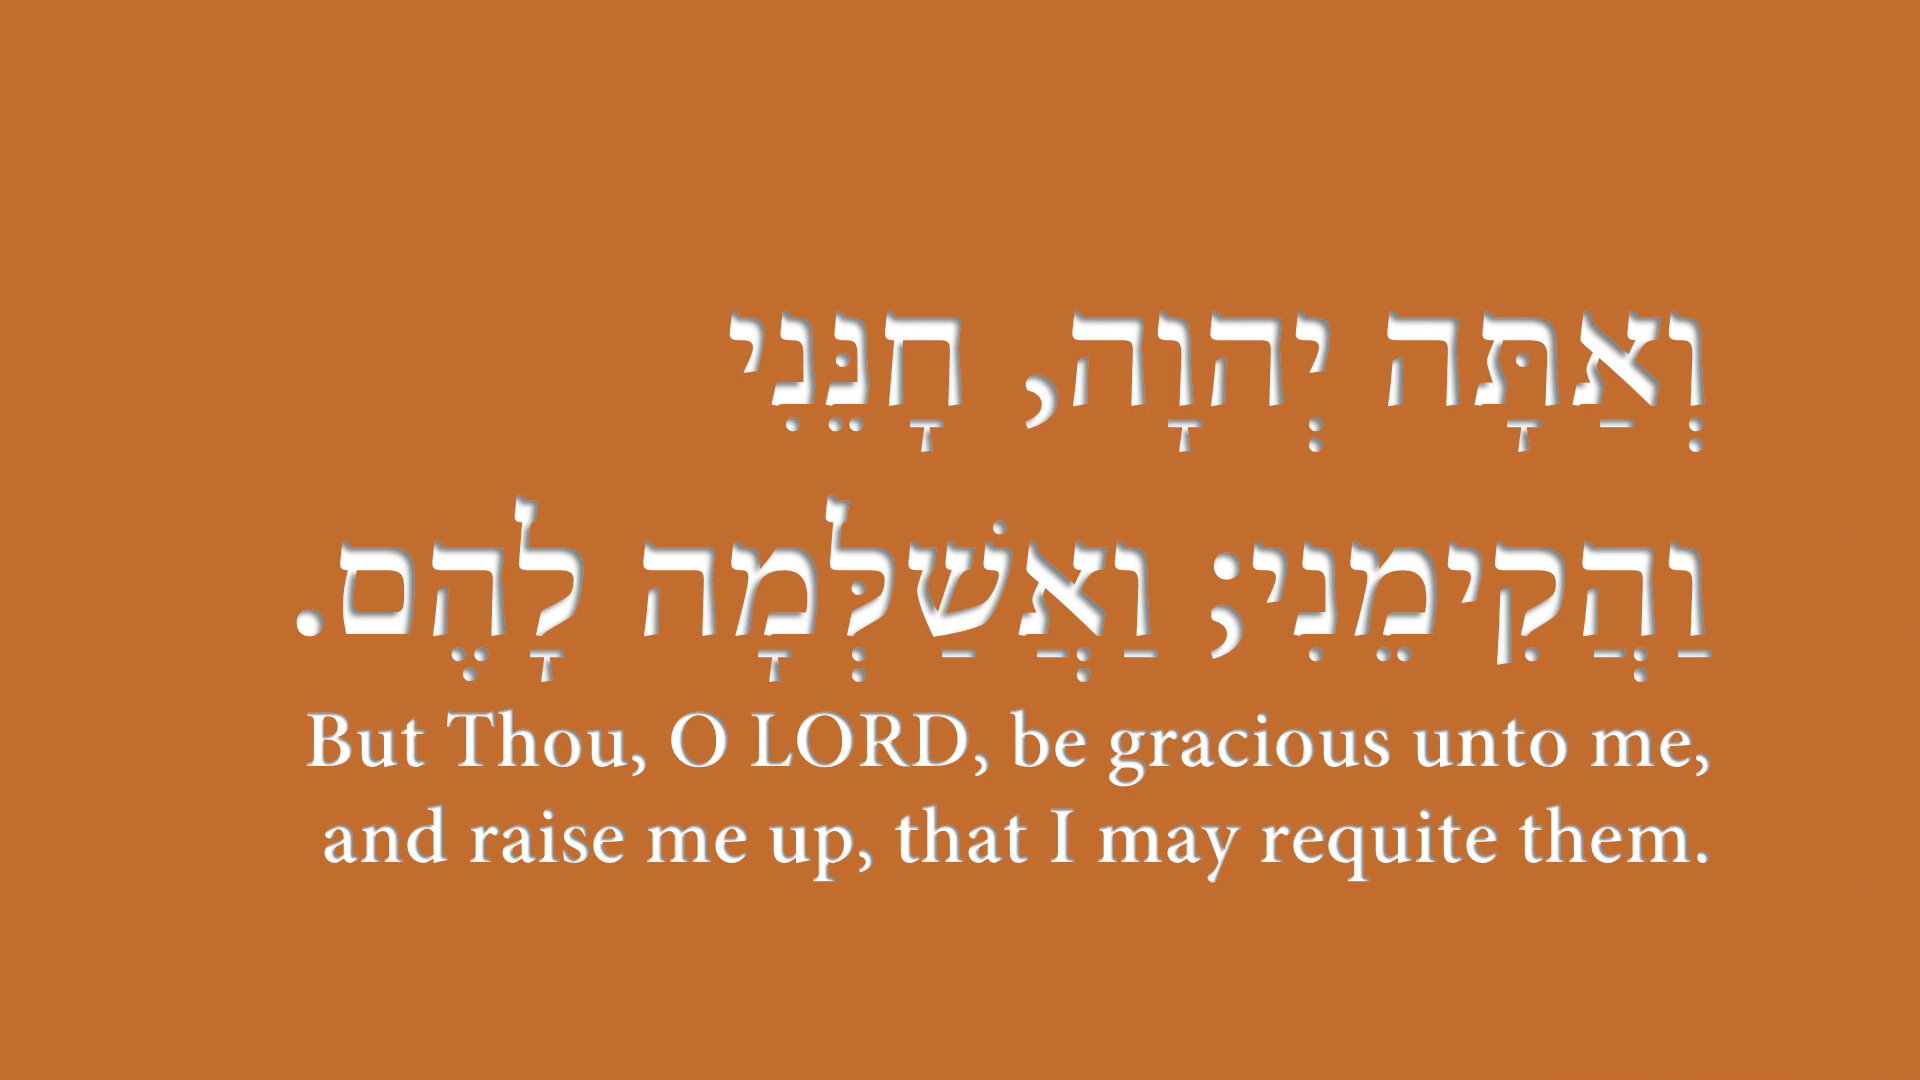 וְאַתָּה יְהוָה, חָנֵּנִי
וַהֲקִימֵנִי; וַאֲשַׁלְּמָה לָהֶם.
But Thou, O LORD, be gracious unto me,
and raise me up, that I may requite them.